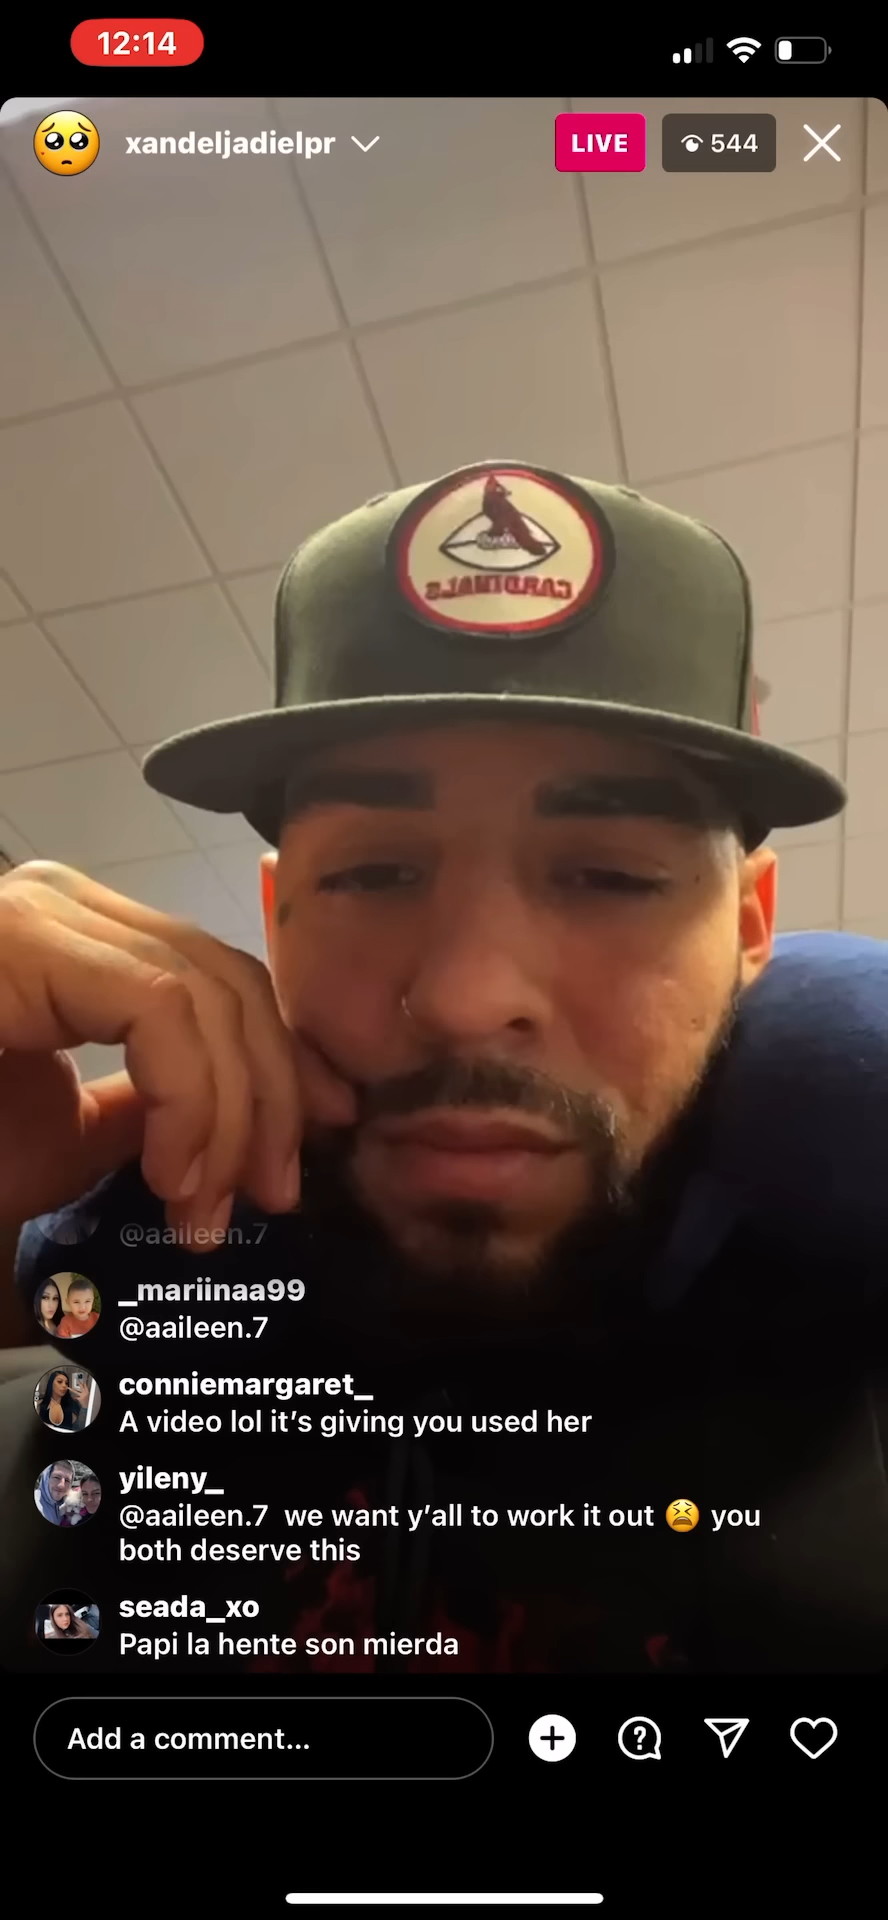 12:14
xandeljadielpr
LIVE
544
CARDINALS
@aaileen.7
_mariinaa99
@aaileen.7
conniemargaret_
A video lol it’s giving you used her
yileny_
@aaileen.7 we want y’all to work it out 😫 you
both deserve this
seada_xo
Papi la hente son mierda
Add a comment...